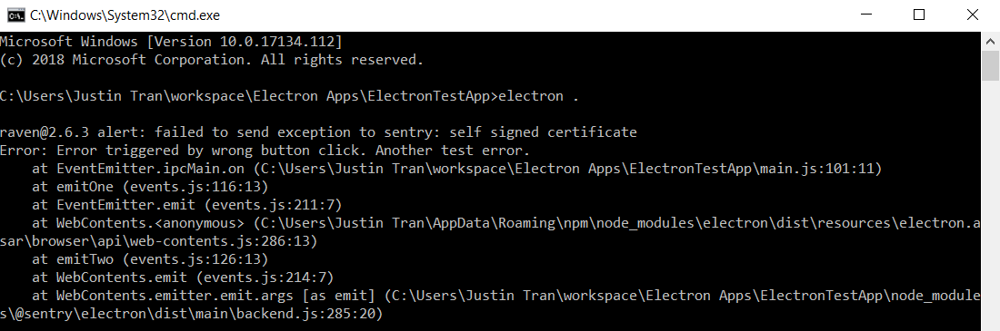 C:\Windows\System32\cmd.exe
Microsoft Windows [Version 10.0.17134.112]
(c) 2018 Microsoft Corporation. All rights reserved.
C:\Users\Justin Tran\workspace\Electron Apps\ElectronTestApp>electron .
raven@2.6.3 alert: failed to send exception to sentry: self signed certificate
Error: Error triggered by wrong button click. Another test error.
    at EventEmitter.ipcMain.on (C:\Users\Justin Tran\workspace\Electron Apps\ElectronTestApp\main.js:101:11)
    at emitOne (events.js:116:13)
    at EventEmitter.emit (events.js:211:7)
    at WebContents.<anonymous> (C:\Users\Justin Tran\AppData\Roaming\npm\node_modules\electron\dist\resources\electron.a
sar\browser\api\web-contents.js:286:13)
    at emitTwo (events.js:126:13)
    at WebContents.emit (events.js:214:7)
    at WebContents.emitter.emit.args [as emit] (C:\Users\Justin Tran\workspace\Electron Apps\ElectronTestApp\node_module
s\@sentry\electron\dist\main\backend.js:285:20)